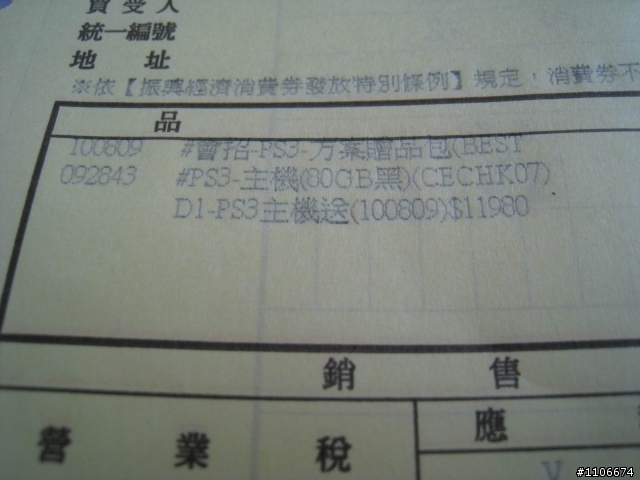 買受人
統一編號
地 址
※依【振興經濟消費券發放特別條例】規定，消費券不
品
100809 #會招-PS3-方案贈品包(BEST
092843 #PS3-主機(80GB黑)(CECHK07)
D1-PS3主機送(100809)$11980
銷 售
營 業 稅 應
V
#1106674